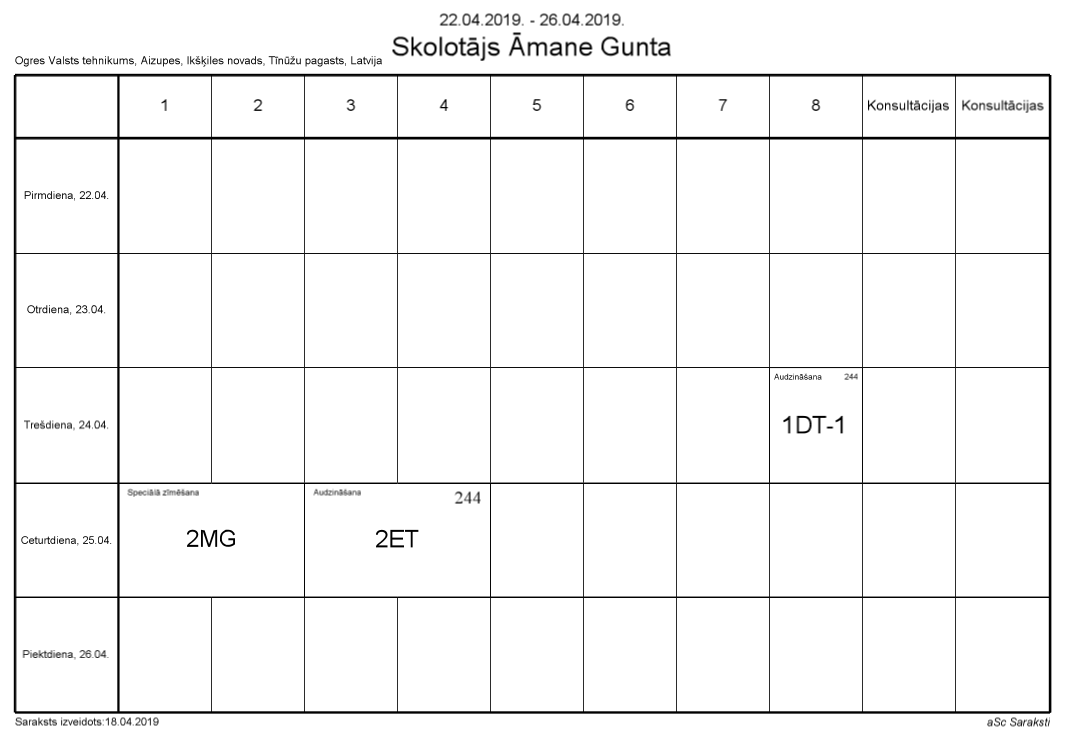 22.04.2019. - 26.04.2019.
Skolotājs Āmane Gunta
Ogres Valsts tehnikums, Aizupes, Ikšķiles novads, Tīnūžu pagasts, Latvija
1 2 3 4 5 6 7 8 Konsultācijas Konsultācijas
Pirmdiena, 22.04.
Otrdiena, 23.04.
Trešdiena, 24.04.
Audzināšana 244
1DT-1
Ceturtdiena, 25.04.
Speciālā zīmēšana
2MG
Audzināšana 244
2ET
Piektdiena, 26.04.
Saraksts izveidots:18.04.2019
aSc Saraksti